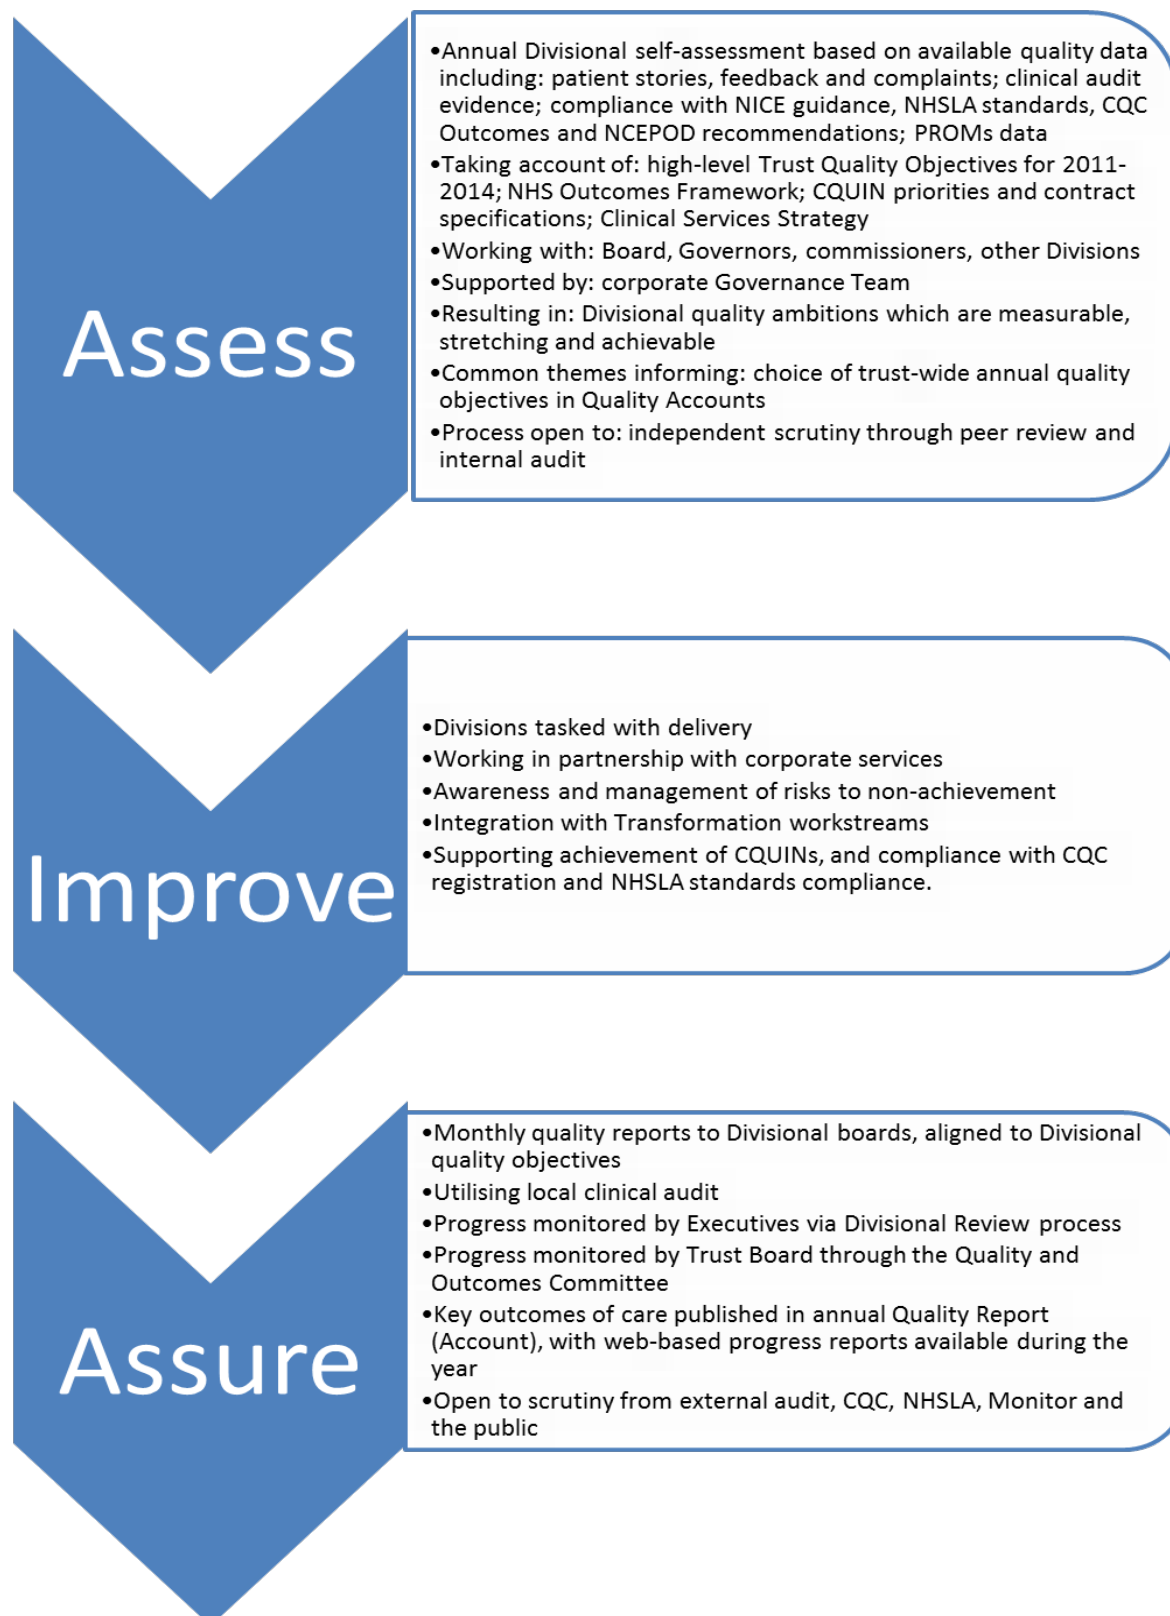 Assess
•Annual Divisional self-assessment based on available quality data
including: patient stories, feedback and complaints; clinical audit
evidence; compliance with NICE guidance, NHSLA standards, CQC
Outcomes and NCEPOD recommendations; PROMs data
•Taking account of: high-level Trust Quality Objectives for 2011-
2014; NHS Outcomes Framework; CQUIN priorities and contract
specifications; Clinical Services Strategy
•Working with: Board, Governors, commissioners, other Divisions
•Supported by: corporate Governance Team
•Resulting in: Divisional quality ambitions which are measurable,
stretching and achievable
•Common themes informing: choice of trust-wide annual quality
objectives in Quality Accounts
•Process open to: independent scrutiny through peer review and
internal audit
Improve
•Divisions tasked with delivery
•Working in partnership with corporate services
•Awareness and management of risks to non-achievement
•Integration with Transformation workstreams
•Supporting achievement of CQUINs, and compliance with CQC
registration and NHSLA standards compliance.
Assure
•Monthly quality reports to Divisional boards, aligned to Divisional
quality objectives
•Utilising local clinical audit
•Progress monitored by Executives via Divisional Review process
•Progress monitored by Trust Board through the Quality and
Outcomes Committee
•Key outcomes of care published in annual Quality Report
(Account), with web-based progress reports available during the
year
•Open to scrutiny from external audit, CQC, NHSLA, Monitor and
the public